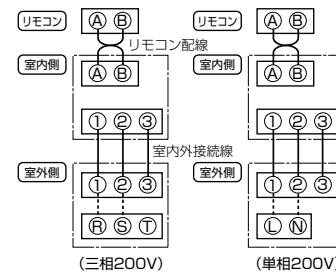 リモコン Ⓐ Ⓑ リモコン Ⓐ Ⓑ
リモコン配線
室内側 Ⓐ Ⓑ 室内側 Ⓐ Ⓑ
① ② ③ ① ② ③
室内外接続線
室外側 ① ② ③ 室外側 ① ② ③
Ⓡ Ⓢ Ⓣ Ⓛ Ⓝ
(三相200V) (単相200V)